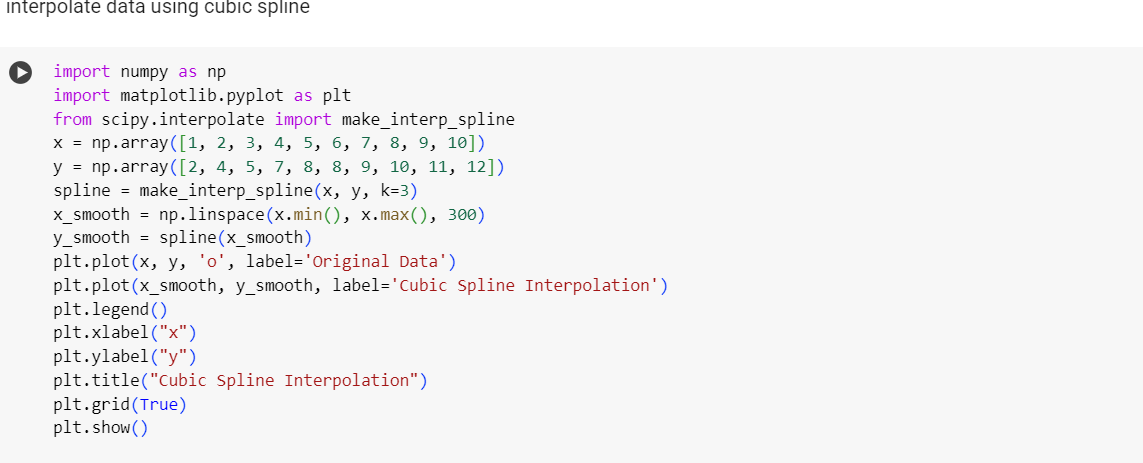 interpolate data using cubic spline
import numpy as np
import matplotlib.pyplot as plt
from scipy.interpolate import make_interp_spline
x = np.array([1, 2, 3, 4, 5, 6, 7, 8, 9, 10])
y = np.array([2, 4, 5, 7, 8, 8, 9, 10, 11, 12])
spline = make_interp_spline(x, y, k=3)
x_smooth = np.linspace(x.min(), x.max(), 300)
y_smooth = spline(x_smooth)
plt.plot(x, y, 'o', label='Original Data')
plt.plot(x_smooth, y_smooth, label='Cubic Spline Interpolation')
plt.legend()
plt.xlabel("x")
plt.ylabel("y")
plt.title("Cubic Spline Interpolation")
plt.grid(True)
plt.show()